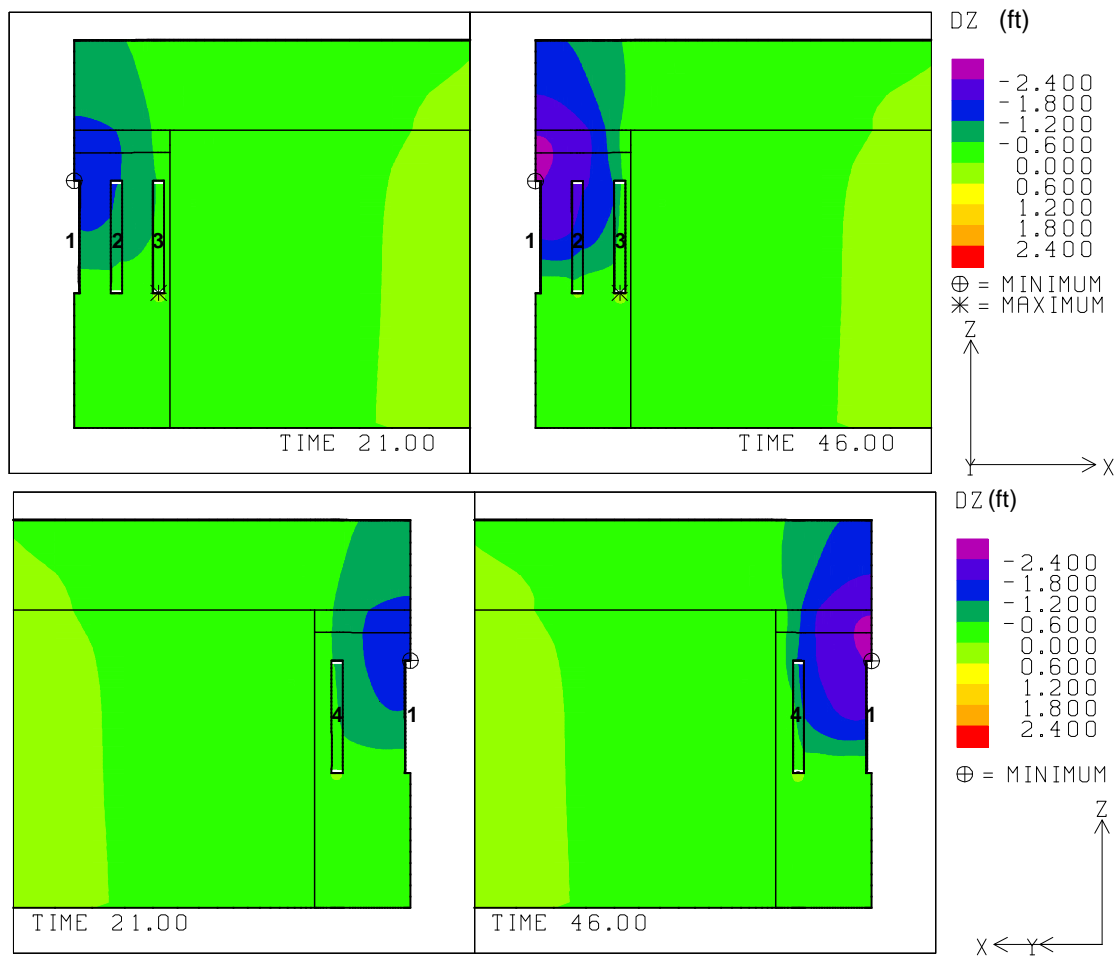 DZ (ft)
-2.400
-1.800
-1.200
-0.600
0.000
0.600
1.200
1.800
2.400
⊕ = MINIMUM
✳ = MAXIMUM
Z
Y
X
1 2 3
TIME 21.00
1 2 3
TIME 46.00
DZ (ft)
-2.400
-1.800
-1.200
-0.600
0.000
0.600
1.200
1.800
2.400
⊕ = MINIMUM
Z
X Y
4 1
TIME 21.00
4 1
TIME 46.00